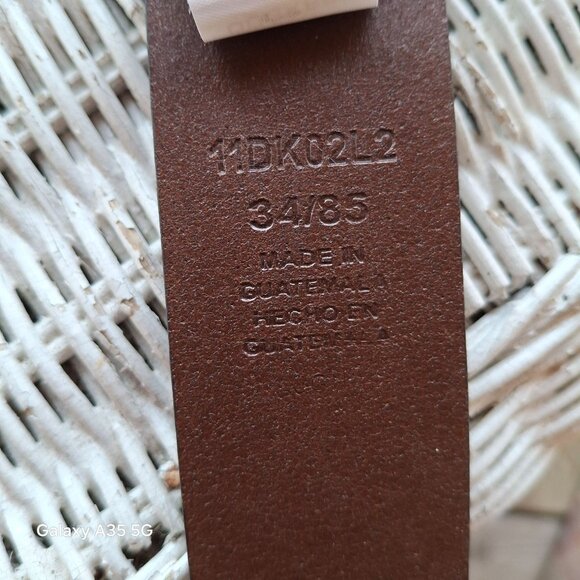 11DK02L2
34/85
MADE IN
GUATEMALA
HECHO EN
GUATEMALA
Galaxy A35 5G